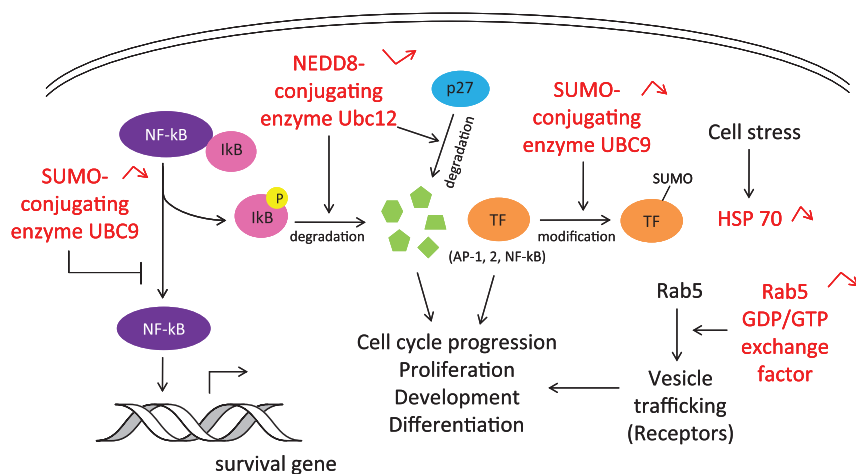 NEDD8-
conjugating
enzyme Ubc12
p27
degradation
SUMO-
conjugating
enzyme UBC9
Cell stress
HSP 70
NF-kB
IkB
SUMO-
conjugating
enzyme UBC9
P
IkB
degradation
TF
(AP-1, 2, NF-kB)
modification
SUMO
TF
NF-kB
survival gene
Cell cycle progression
Proliferation
Development
Differentiation
Rab5
Vesicle
trafficking
(Receptors)
Rab5
GDP/GTP
exchange
factor